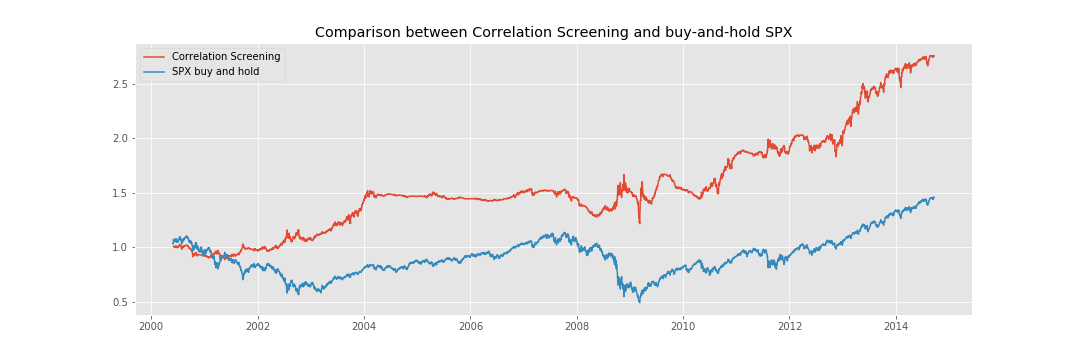 Comparison between Correlation Screening and buy-and-hold SPX
Correlation Screening
SPX buy and hold
2.5
2.0
1.5
1.0
0.5
2000 2002 2004 2006 2008 2010 2012 2014